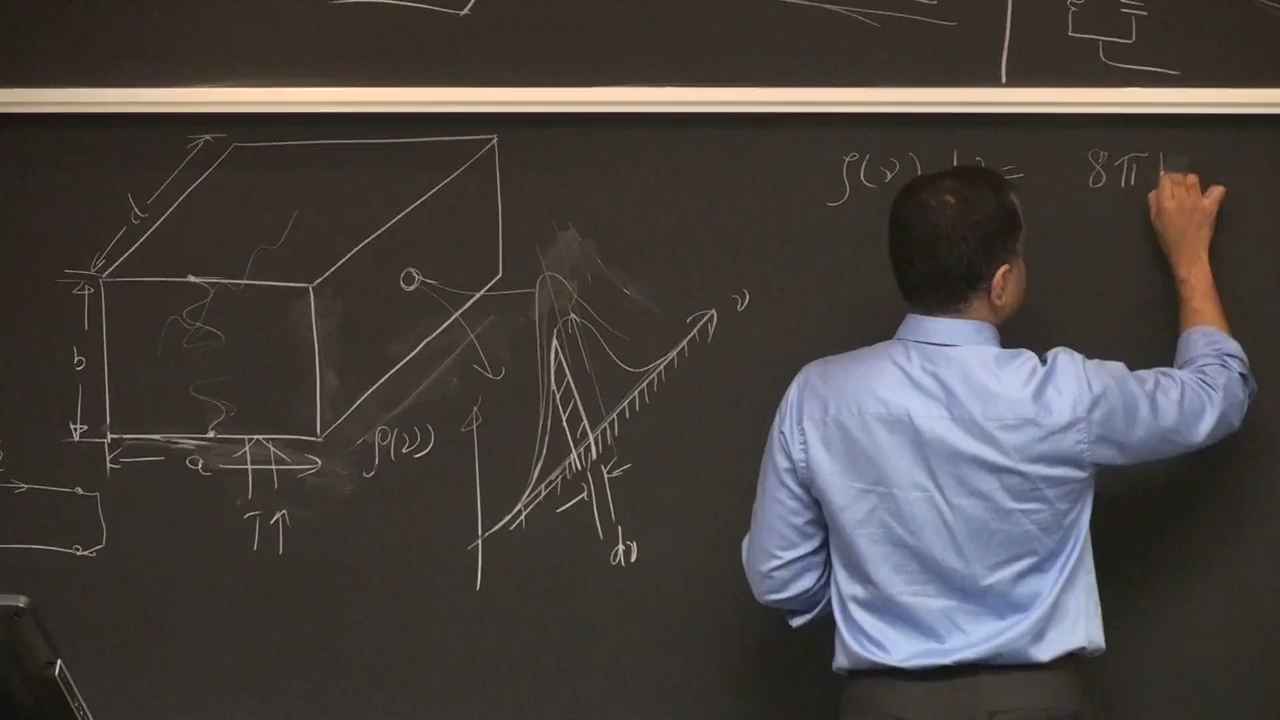 ρ(ν) dν = 8π
d
b
a
T↑
ρ(ν)
ν
dν